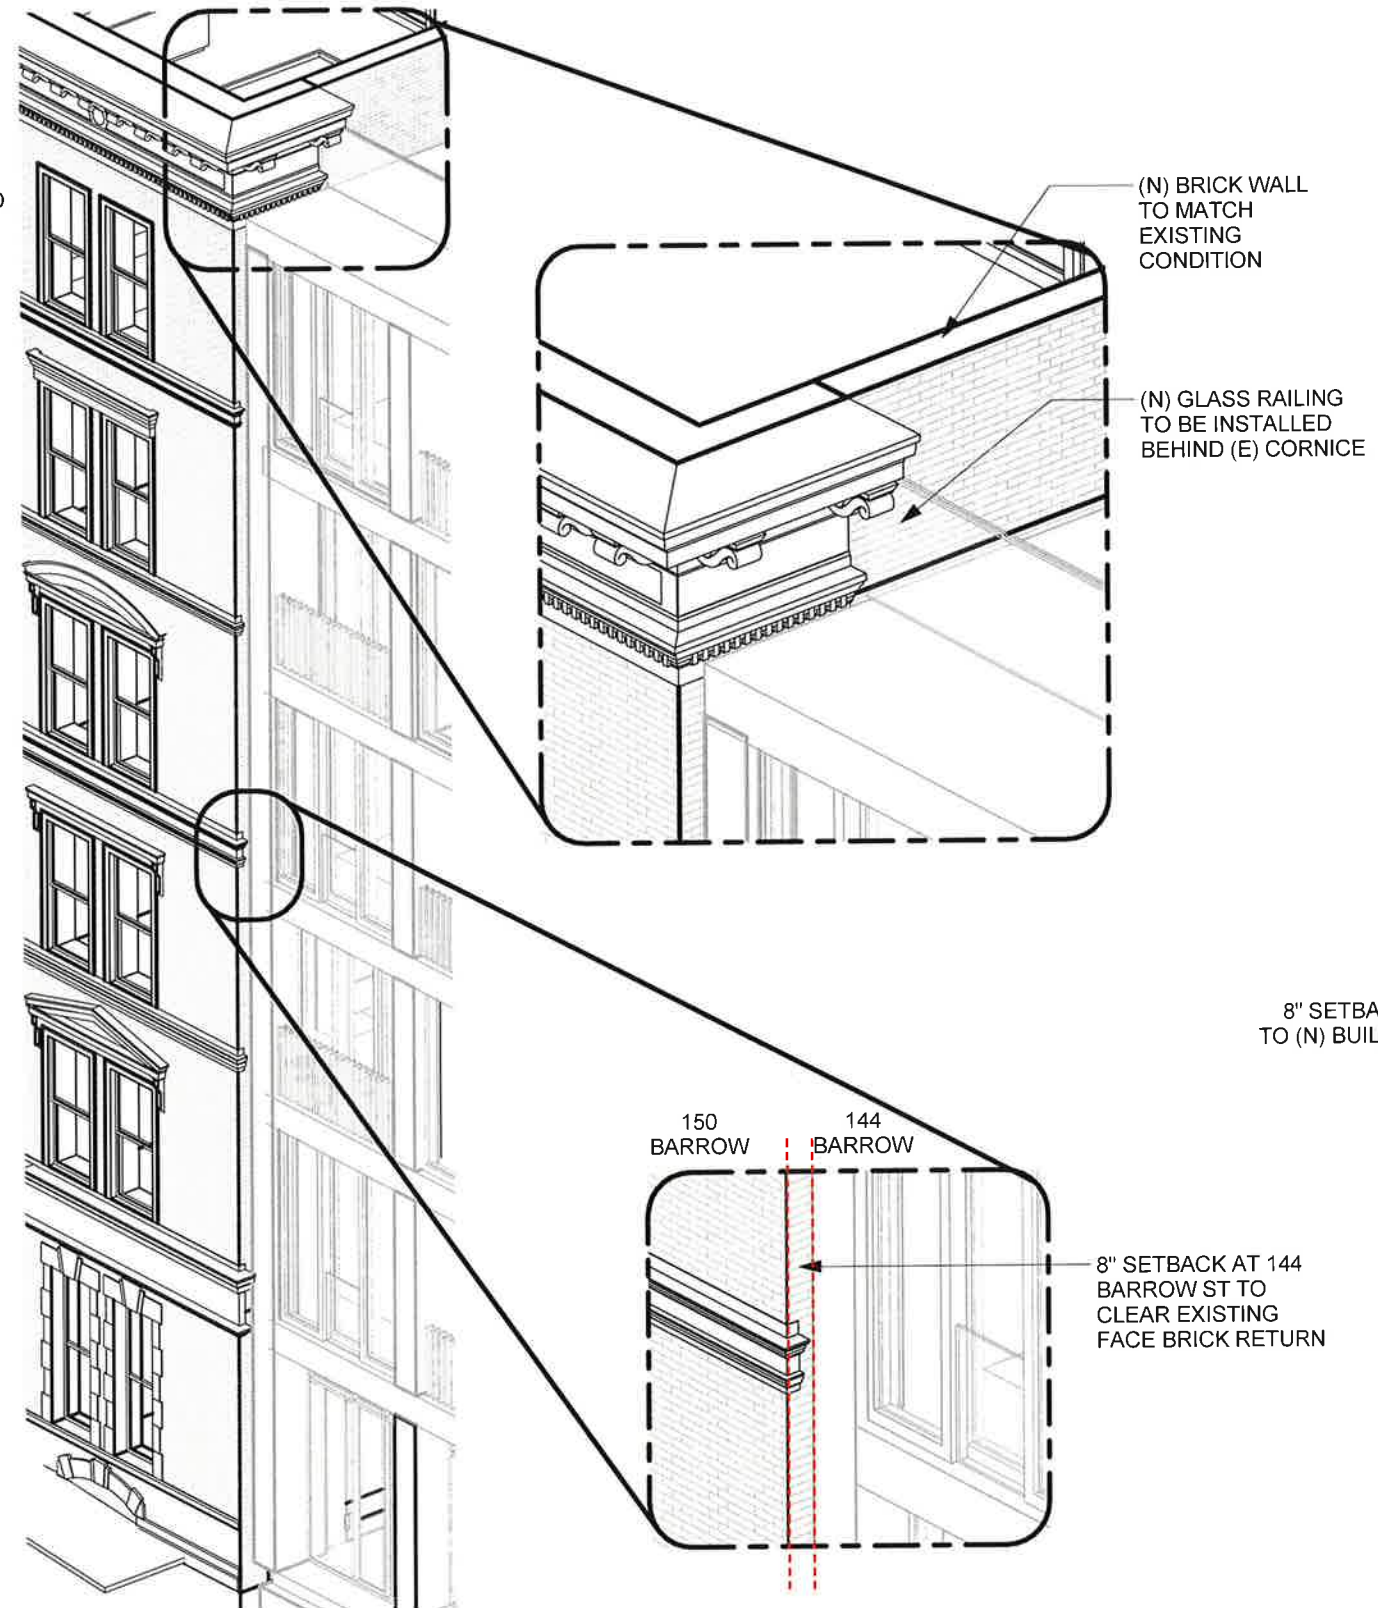 (N) BRICK WALL
TO MATCH
EXISTING
CONDITION
(N) GLASS RAILING
TO BE INSTALLED
BEHIND (E) CORNICE
8" SETBA
TO (N) BUIL
150
BARROW
144
BARROW
8" SETBACK AT 144
BARROW ST TO
CLEAR EXISTING
FACE BRICK RETURN